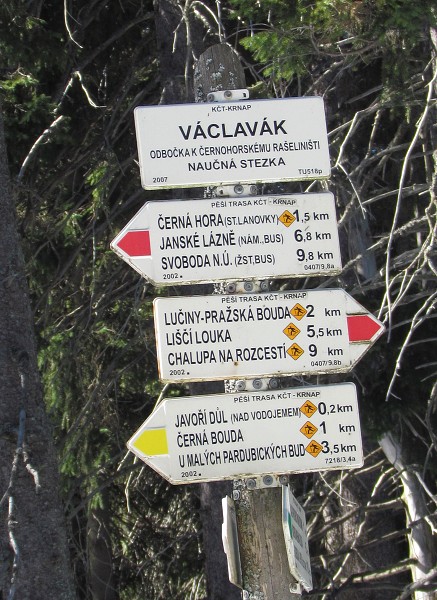 KČT-KRNAP
VÁCLAVÁK
ODBOČKA K ČERNOHORSKÉMU RAŠELINIŠTI
NAUČNÁ STEZKA
2007 TU518p
PĚŠÍ TRASA KČT - KRNAP
ČERNÁ HORA (ST.LANOVKY) 1,5 km
JANSKÉ LÁZNĚ (NÁM.,BUS) 6,8 km
SVOBODA N.Ú. (ŽST,BUS) 9,8 km
2002 0407/9,8a
PĚŠÍ TRASA KČT - KRNAP
LUČINY-PRAŽSKÁ BOUDA 2 km
LIŠČÍ LOUKA 5,5 km
CHALUPA NA ROZCESTÍ 9 km
2002 0407/9,8b
PĚŠÍ TRASA KČT - KRNAP
JAVOŘÍ DŮL (NAD VODOJEMEM) 0,2 km
ČERNÁ BOUDA 1 km
U MALÝCH PARDUBICKÝCH BUD 3,5 km
2002 7218/3,4a